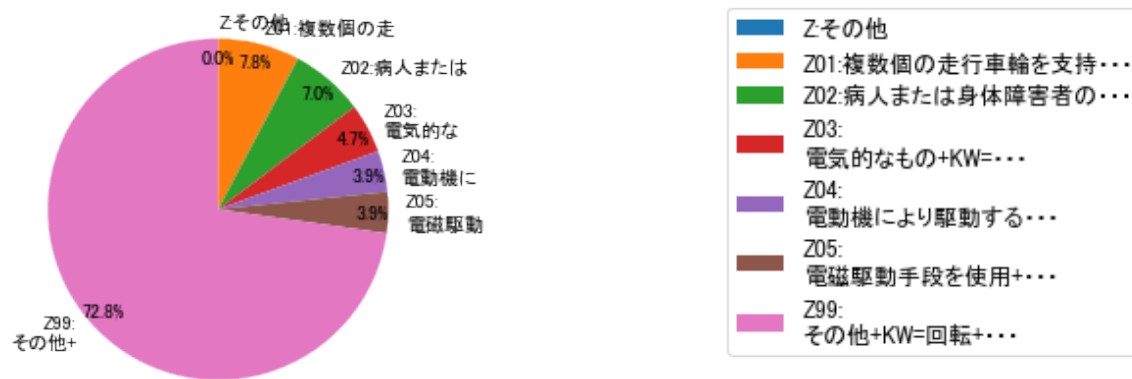 Z:その他
Z01:複数個の走
0.0%
7.8%
Z02:病人または
7.0%
Z03:
電気的な
4.7%
Z04:
電動機に
3.9%
Z05:
電磁駆動
3.9%
72.8%
Z99:
その他+
Z:その他
Z01:複数個の走行車輪を支持・・・
Z02:病人または身体障害者の・・・
Z03:
電気的なもの+KW=・・・
Z04:
電動機により駆動する・・・
Z05:
電磁駆動手段を使用+・・・
Z99:
その他+KW=回転+・・・